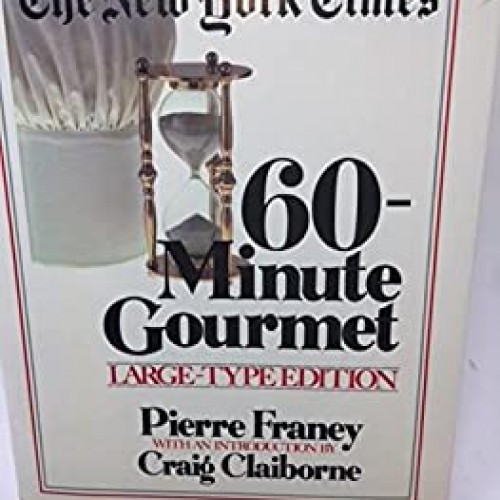 The New York Times
60-
Minute
Gourmet
LARGE-TYPE EDITION
Pierre Franey
WITH AN INTRODUCTION BY
Craig Claiborne